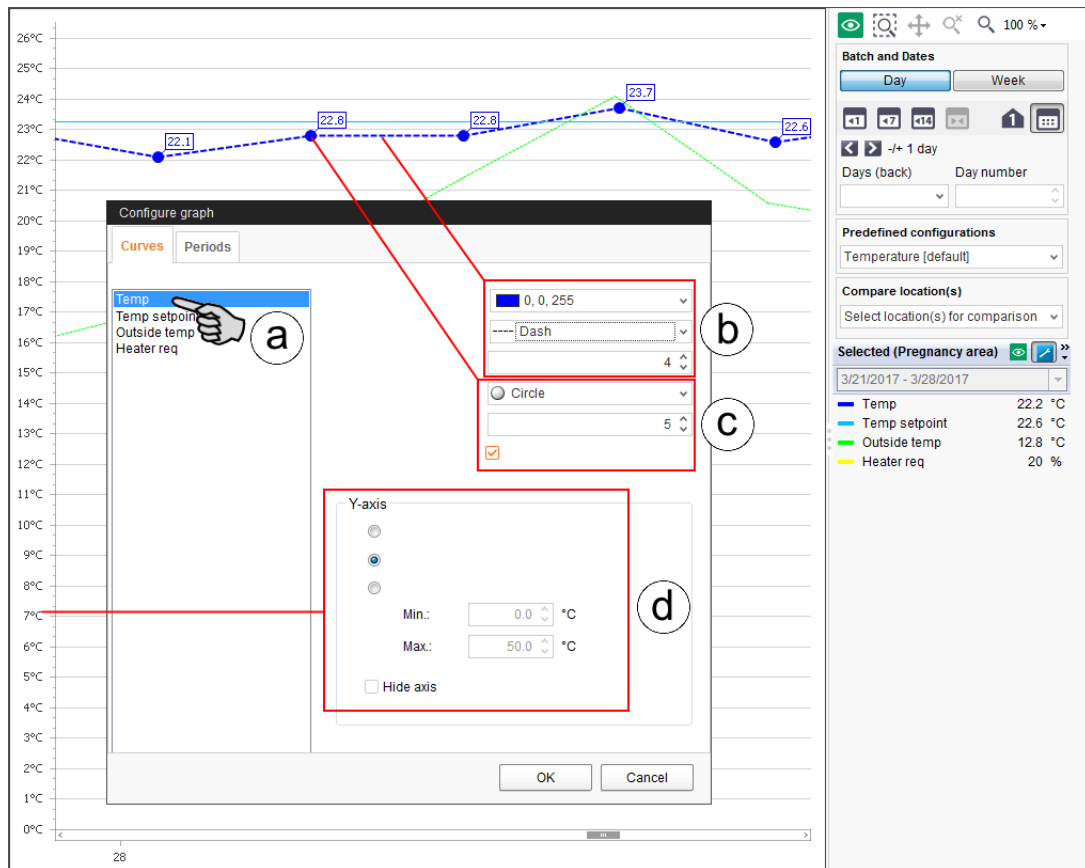 26°C
25°C
24°C
23°C
22°C
21°C
20°C
19°C
18°C
17°C
16°C
15°C
14°C
13°C
12°C
11°C
10°C
9°C
8°C
7°C
6°C
5°C
4°C
3°C
2°C
1°C
0°C
28
22.1
22.8
22.8
23.7
22.6
Configure graph
Curves Periods
Temp
Temp setpoin
Outside temp
Heater req
a
0, 0, 255
Dash
4
b
Circle
5
c
Y-axis
Min.: 0.0 °C
Max.: 50.0 °C
Hide axis
d
OK Cancel
100 %
Batch and Dates
Day Week
1 7 14 1
-/+ 1 day
Days (back) Day number
Predefined configurations
Temperature [default]
Compare location(s)
Select location(s) for comparison
Selected (Pregnancy area)
3/21/2017 - 3/28/2017
Temp 22.2 °C
Temp setpoint 22.6 °C
Outside temp 12.8 °C
Heater req 20 %